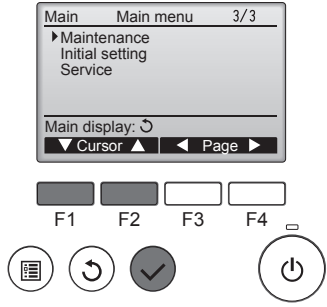 Main Main menu 3/3
Maintenance
Initial setting
Service
Main display:
Cursor Page
F1 F2 F3 F4